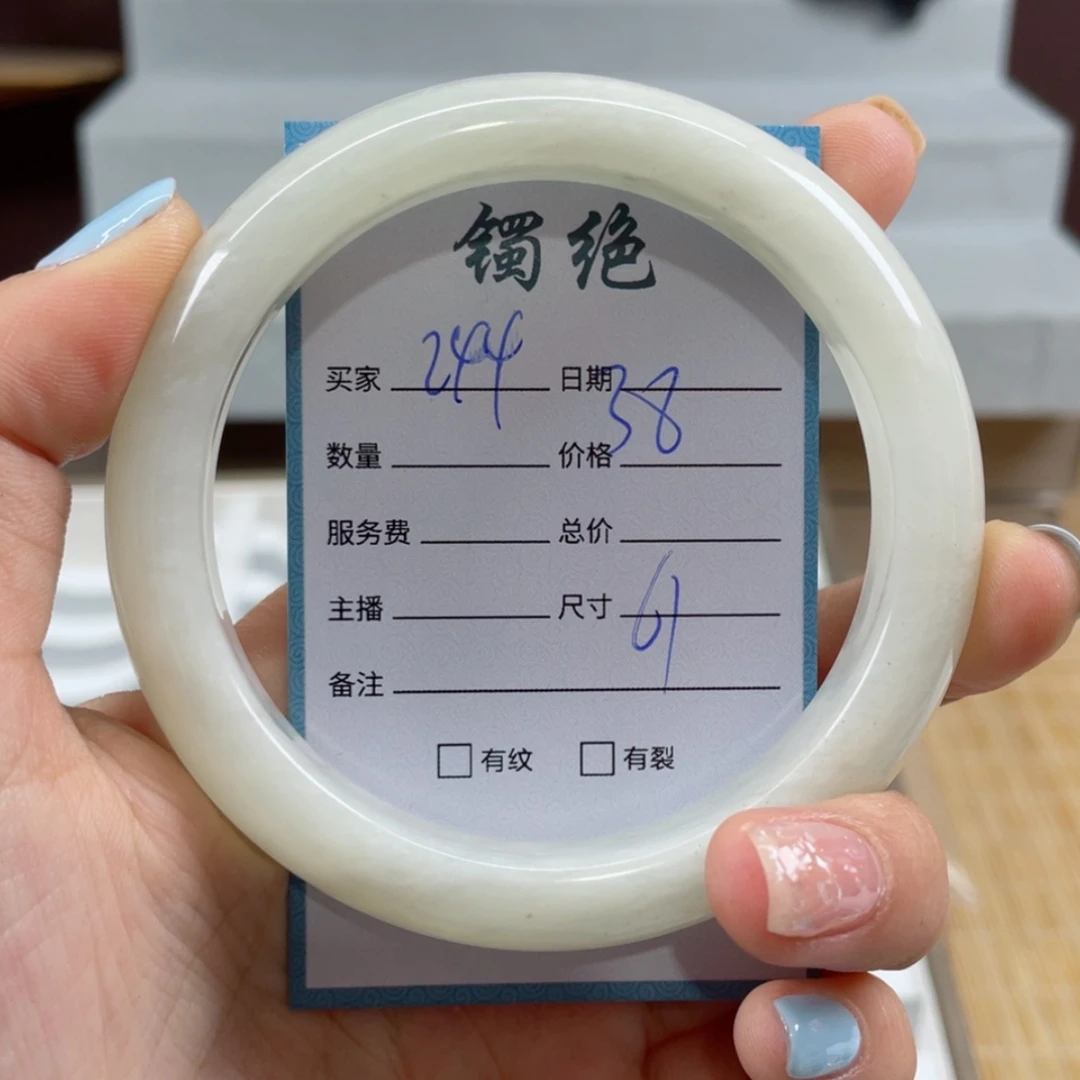 镯绝
买家 244 日期
数量 价格 38
服务费 总价
主播 尺寸 61
备注
有纹 有裂